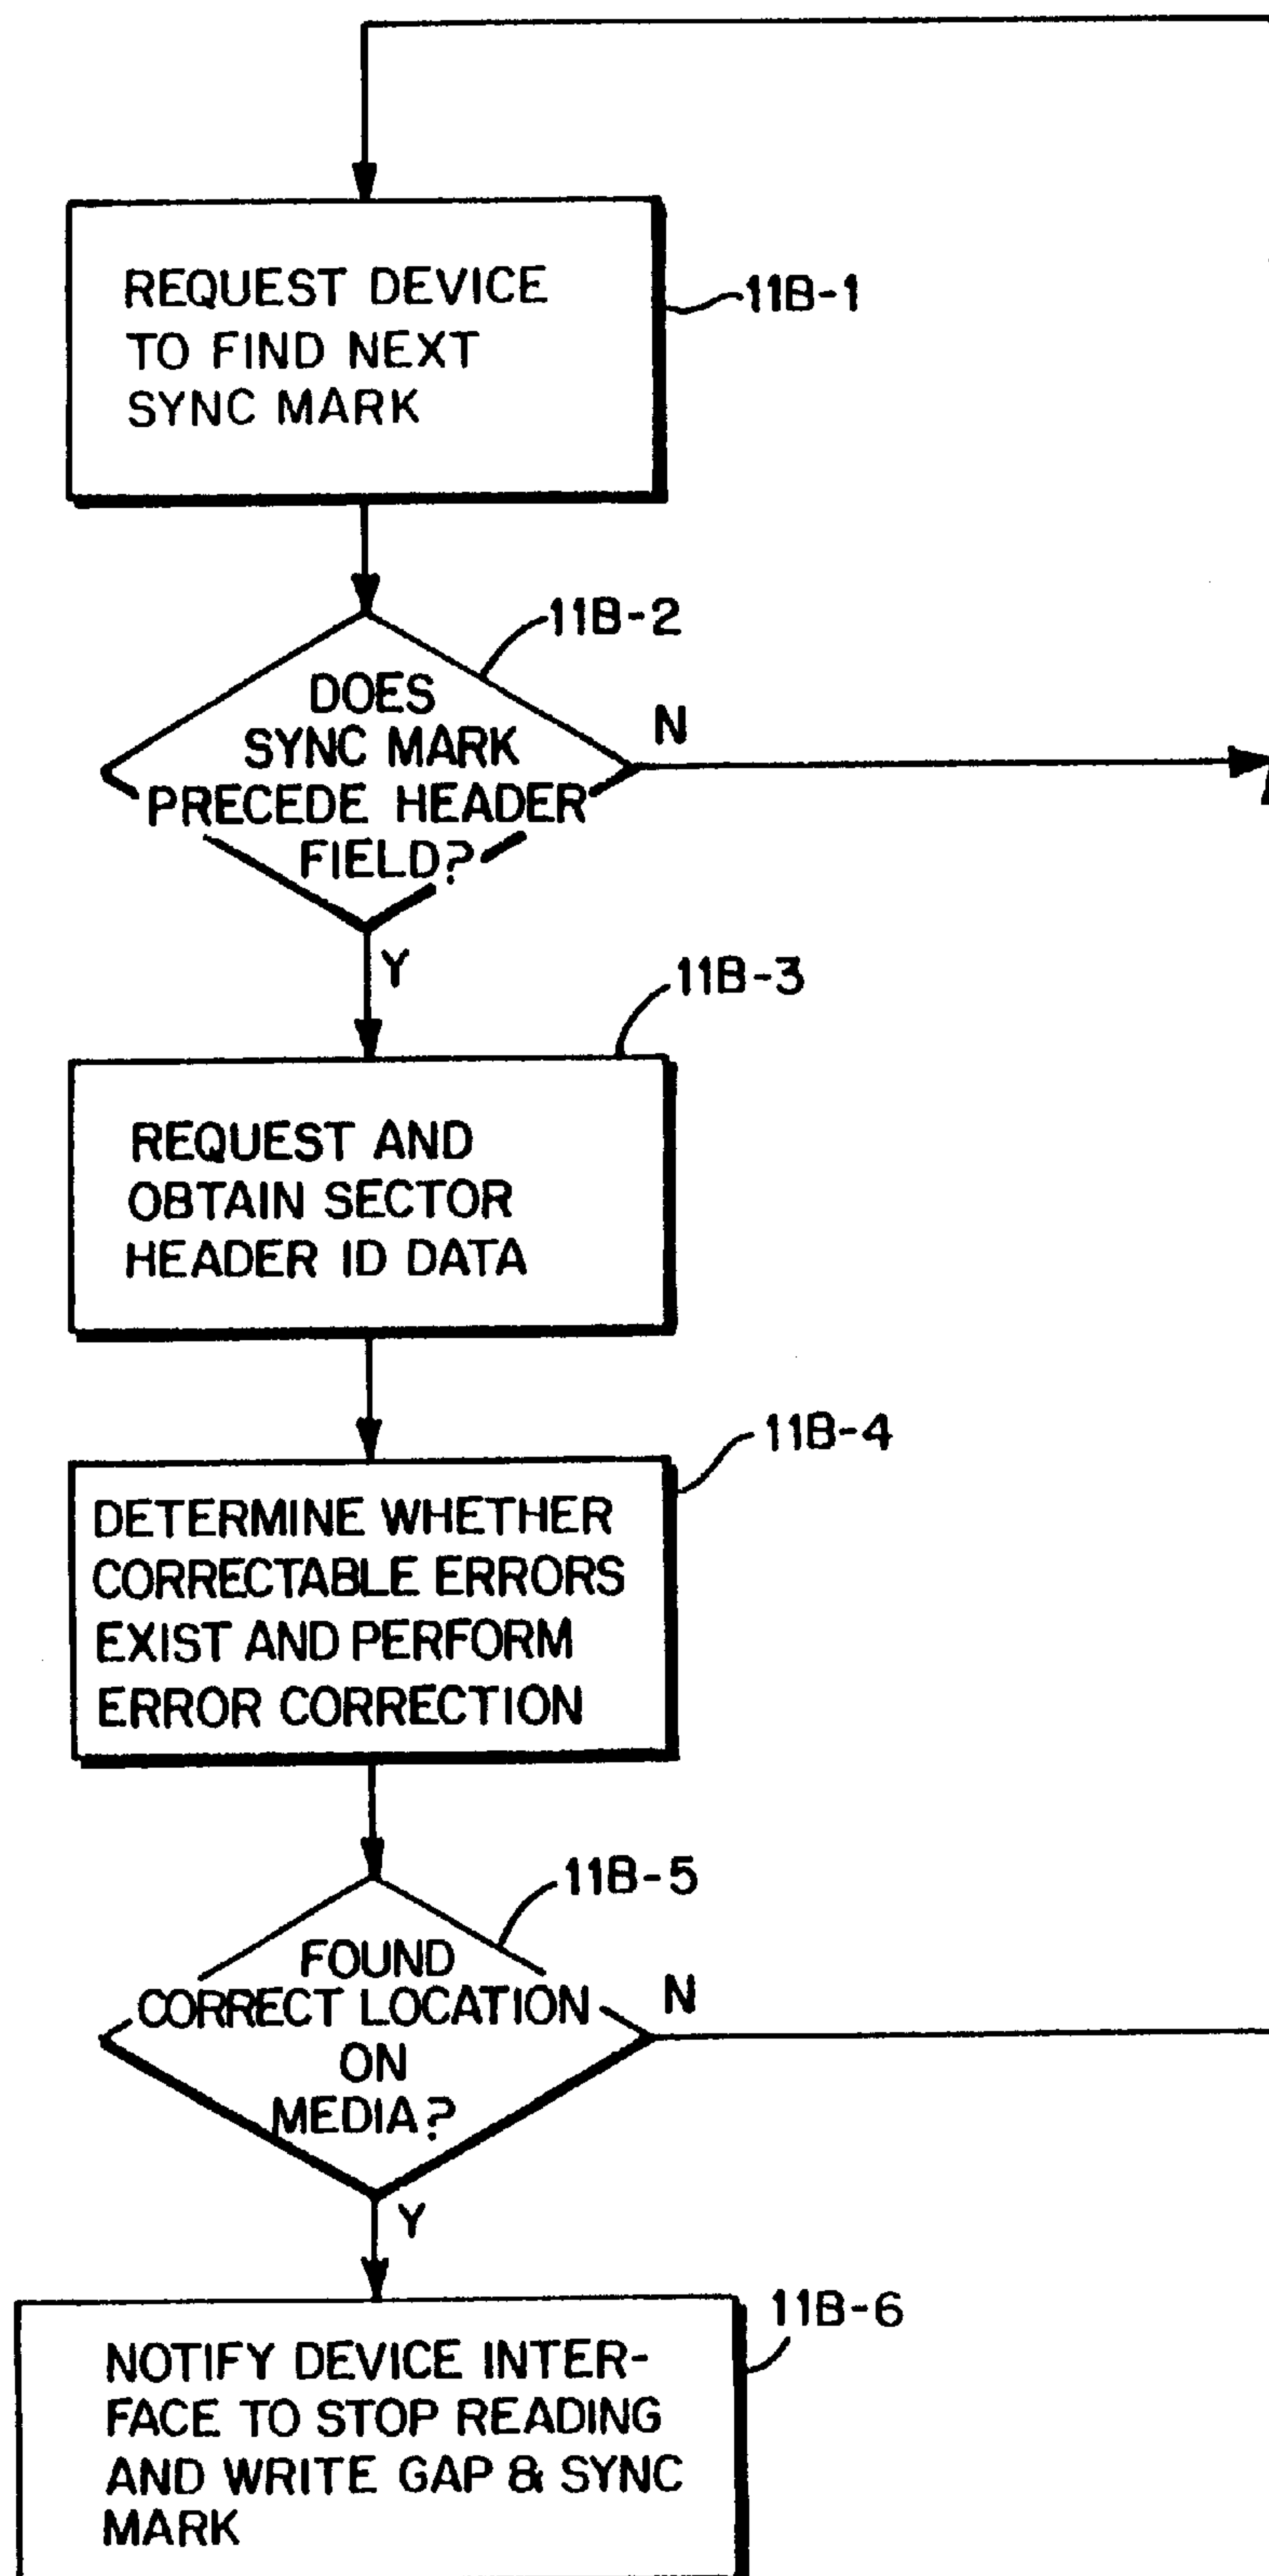 REQUEST DEVICE
TO FIND NEXT
SYNC MARK
11B-1
11B-2
DOES
SYNC MARK
PRECEDE HEADER
FIELD?
N
Y
11B-3
REQUEST AND
OBTAIN SECTOR
HEADER ID DATA
11B-4
DETERMINE WHETHER
CORRECTABLE ERRORS
EXIST AND PERFORM
ERROR CORRECTION
11B-5
FOUND
CORRECT LOCATION
ON
MEDIA?
N
Y
11B-6
NOTIFY DEVICE INTER-
FACE TO STOP READING
AND WRITE GAP & SYNC
MARK